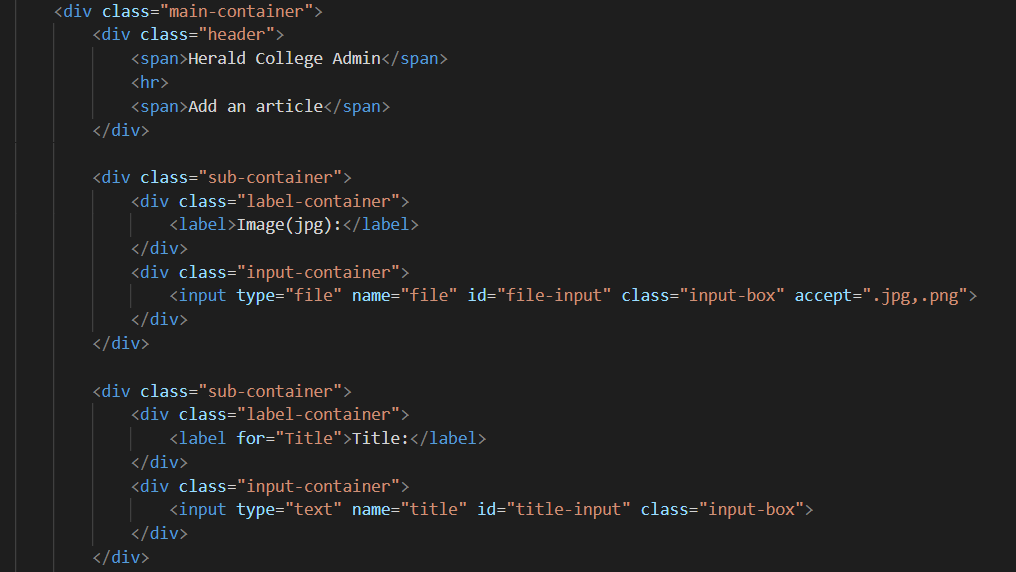 <div class="main-container">
    <div class="header">
        <span>Herald College Admin</span>
        <hr>
        <span>Add an article</span>
    </div>

    <div class="sub-container">
        <div class="label-container">
            <label>Image(jpg):</label>
        </div>
        <div class="input-container">
            <input type="file" name="file" id="file-input" class="input-box" accept=".jpg,.png">
        </div>
    </div>

    <div class="sub-container">
        <div class="label-container">
            <label for="Title">Title:</label>
        </div>
        <div class="input-container">
            <input type="text" name="title" id="title-input" class="input-box">
        </div>
    </div>